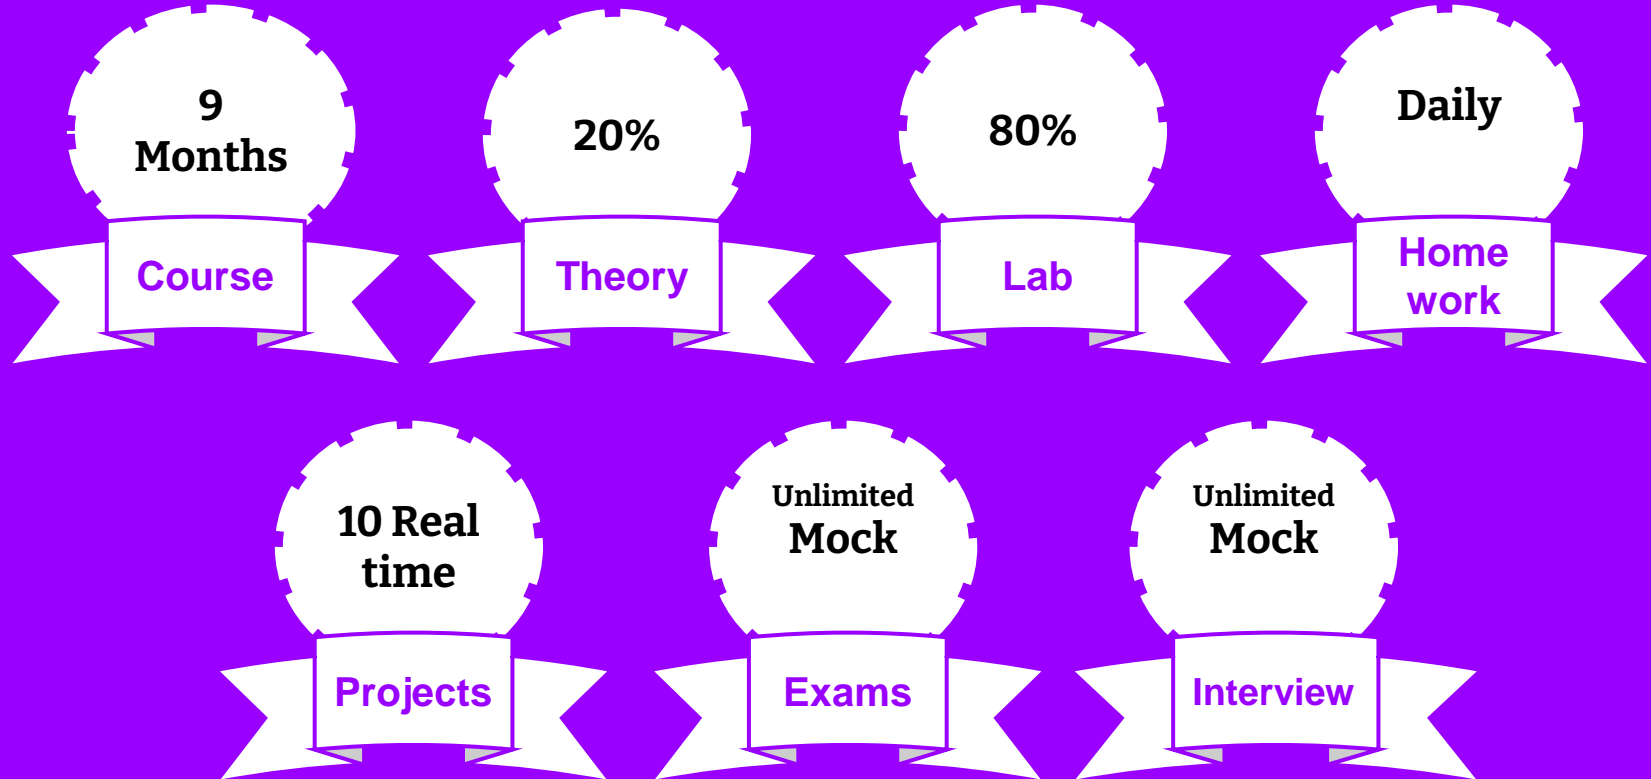 9
Months
Course
20%
Theory
80%
Lab
Daily
Home
work
10 Real
time
Projects
Unlimited
Mock
Exams
Unlimited
Mock
Interview